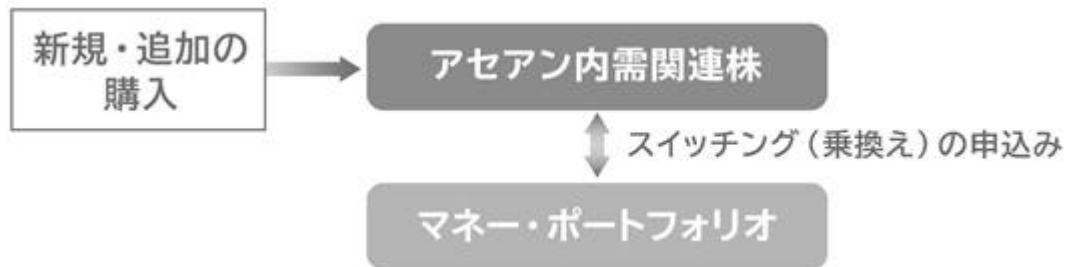 新規・追加の
購入
アセアン内需関連株
スイッチング（乗換え）の申込み
マネー・ポートフォリオ